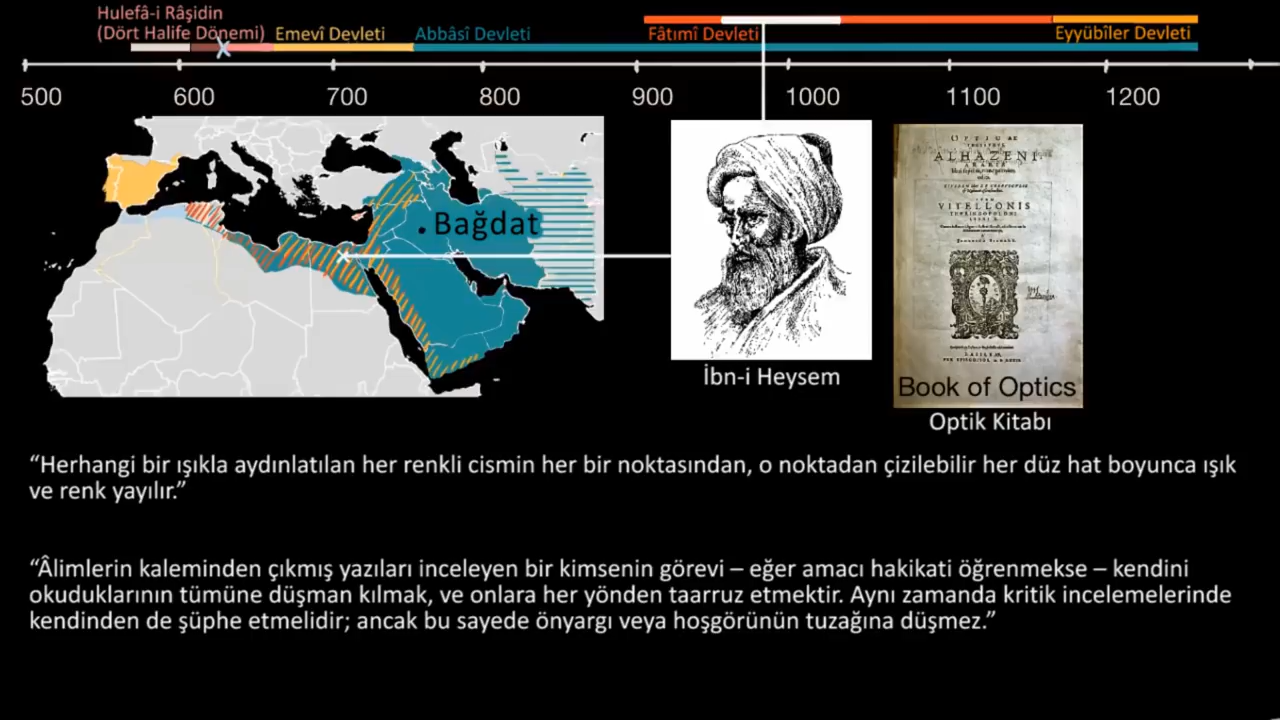 Hulefâ-i Râşidin
(Dört Halife Dönemi)
Emevî Devleti
Abbâsî Devleti
Fâtımî Devleti
Eyyübîler Devleti
500 600 700 800 900 1000 1100 1200
Bağdat
İbn-i Heysem
ALHAZENI
VITELLONIS
Book of Optics
Optik Kitabı
“Herhangi bir ışıkla aydınlatılan her renkli cismin her bir noktasından, o noktadan çizilebilir her düz hat boyunca ışık
ve renk yayılır.”
“Âlimlerin kaleminden çıkmış yazıları inceleyen bir kimsenin görevi – eğer amacı hakikati öğrenmekse – kendini
okuduklarının tümüne düşman kılmak, ve onlara her yönden taarruz etmektir. Aynı zamanda kritik incelemelerinde
kendinden de şüphe etmelidir; ancak bu sayede önyargı veya hoşgörünün tuzağına düşmez.”